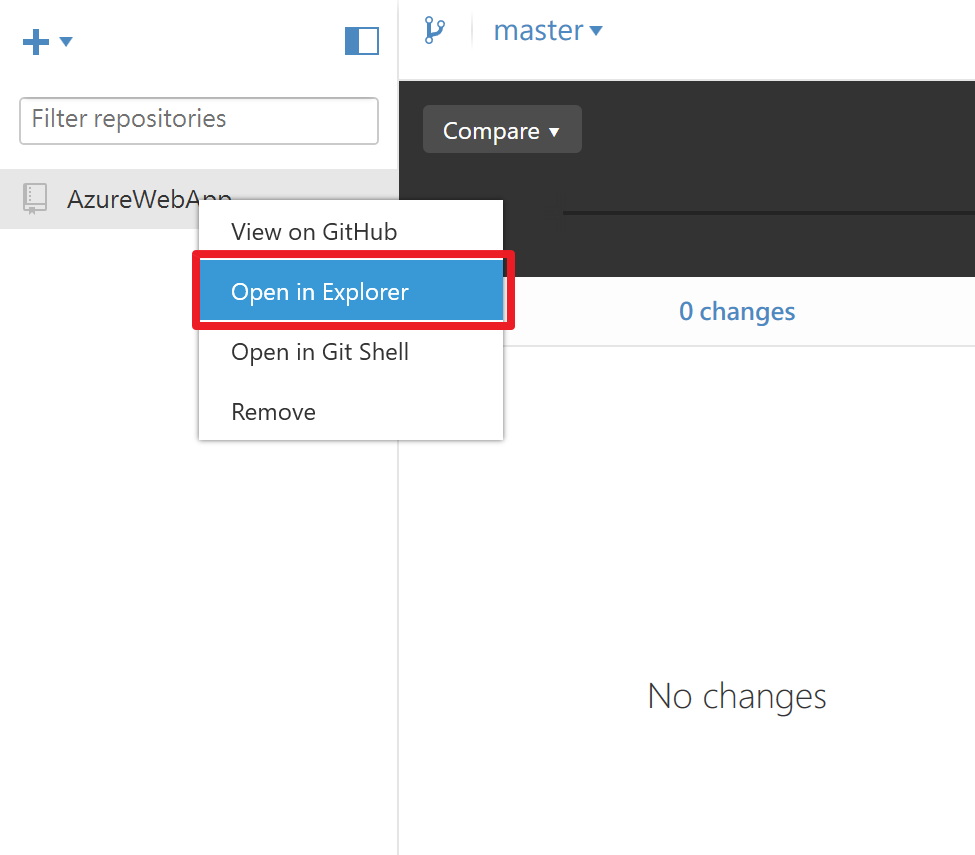 master
Filter repositories
Compare
AzureWebApp
View on GitHub
Open in Explorer
0 changes
Open in Git Shell
Remove
No changes